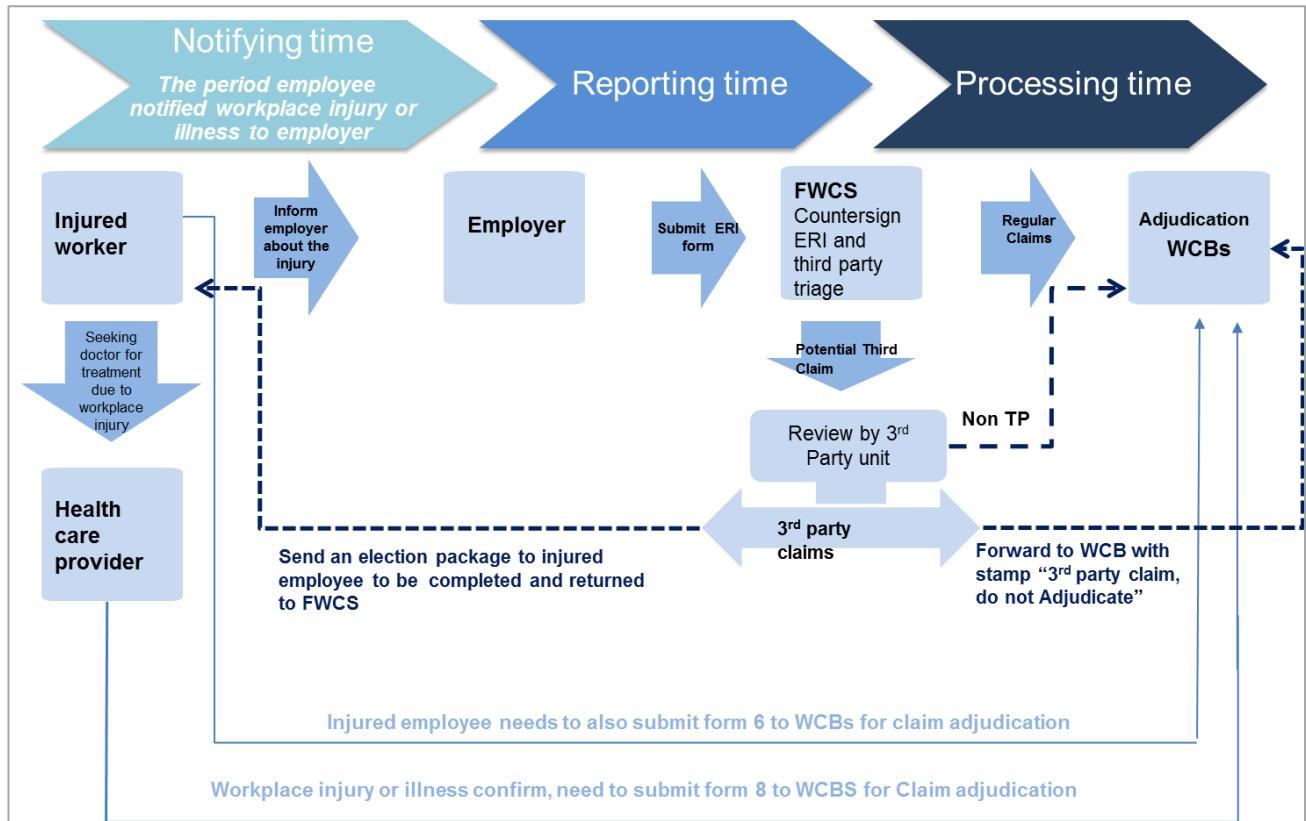 Notifying time
The period employee
notified workplace injury or
illness to employer
Reporting time
Processing time
Injured
worker
Inform
employer
about the
injury
Employer
Submit ERI
form
FWCS
Countersign
ERI and
third party
triage
Regular
Claims
Adjudication
WCBs
Seeking
doctor for
treatment
due to
workplace
injury
Potential Third
Claim
Review by 3rd
Party unit
Non TP
Health
care
provider
3rd party
claims
Send an election package to injured
employee to be completed and returned
to FWCS
Forward to WCB with
stamp “3rd party claim,
do not Adjudicate”
Injured employee needs to also submit form 6 to WCBs for claim adjudication
Workplace injury or illness confirm, need to submit form 8 to WCBS for Claim adjudication